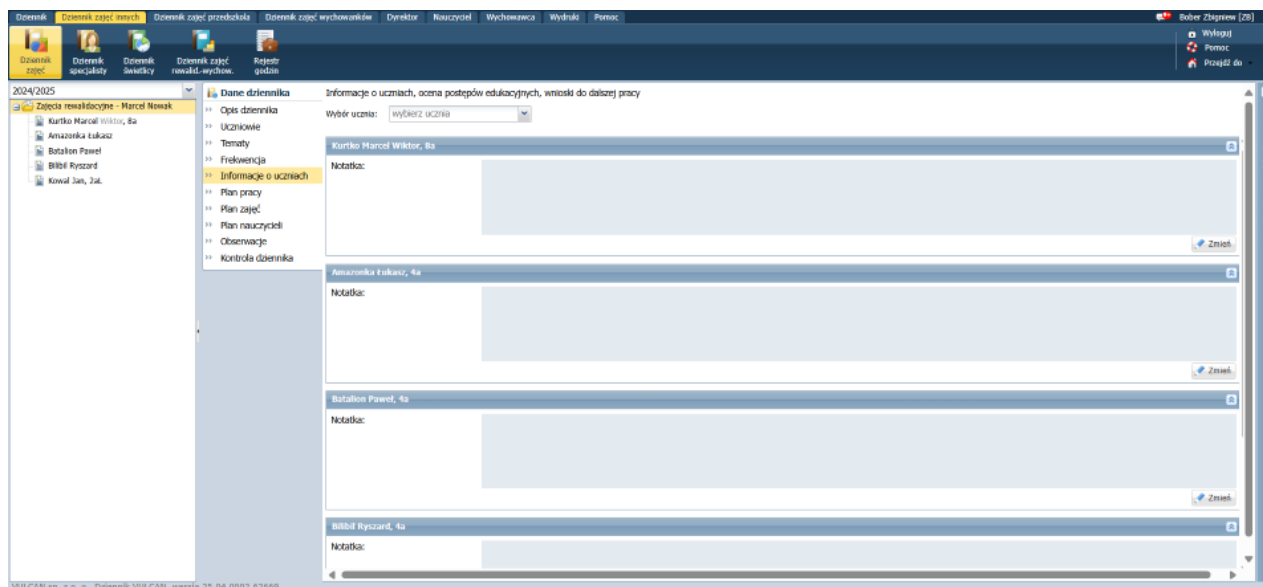 Dziennik Dziennik zajęć innych Dziennik zajęć przedszkola Dziennik zajęć wychowanków Dyrektor Nauczyciel Wychowawca Wydruki Pomoc Bober Zbigniew [ZB]
Dziennik zajęć
Dziennik specjalisty
Dziennik świetlicy
Dziennik zajęć rewalid.-wychow.
Rejestr godzin
Wyloguj
Pomoc
Przejdź do
2024/2025
Zajęcia rewalidacyjne - Marcel Nowak
Kurtko Marcel Wiktor, 8a
Amazonka Łukasz
Batalion Paweł
Bilibil Ryszard
Kowal Jan, 2aL
Dane dziennika
Opis dziennika
Uczniowie
Tematy
Frekwencja
Informacje o uczniach
Plan pracy
Plan zajęć
Plan nauczycieli
Obserwacje
Kontrola dziennika
Informacje o uczniach, ocena postępów edukacyjnych, wnioski do dalszej pracy
Wybór ucznia: wybierz ucznia
Kurtko Marcel Wiktor, 8a
Notatka:
Zmień
Amazonka Łukasz, 4a
Notatka:
Zmień
Batalion Paweł, 4a
Notatka:
Zmień
Bilibil Ryszard, 4a
Notatka: